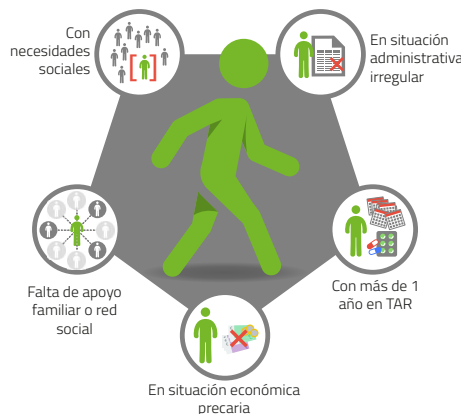 Con
necesidades
sociales
En situación
administrativa
irregular
Falta de apoyo
familiar o red
social
Con más de 1
año en TAR
En situación económica
precaria